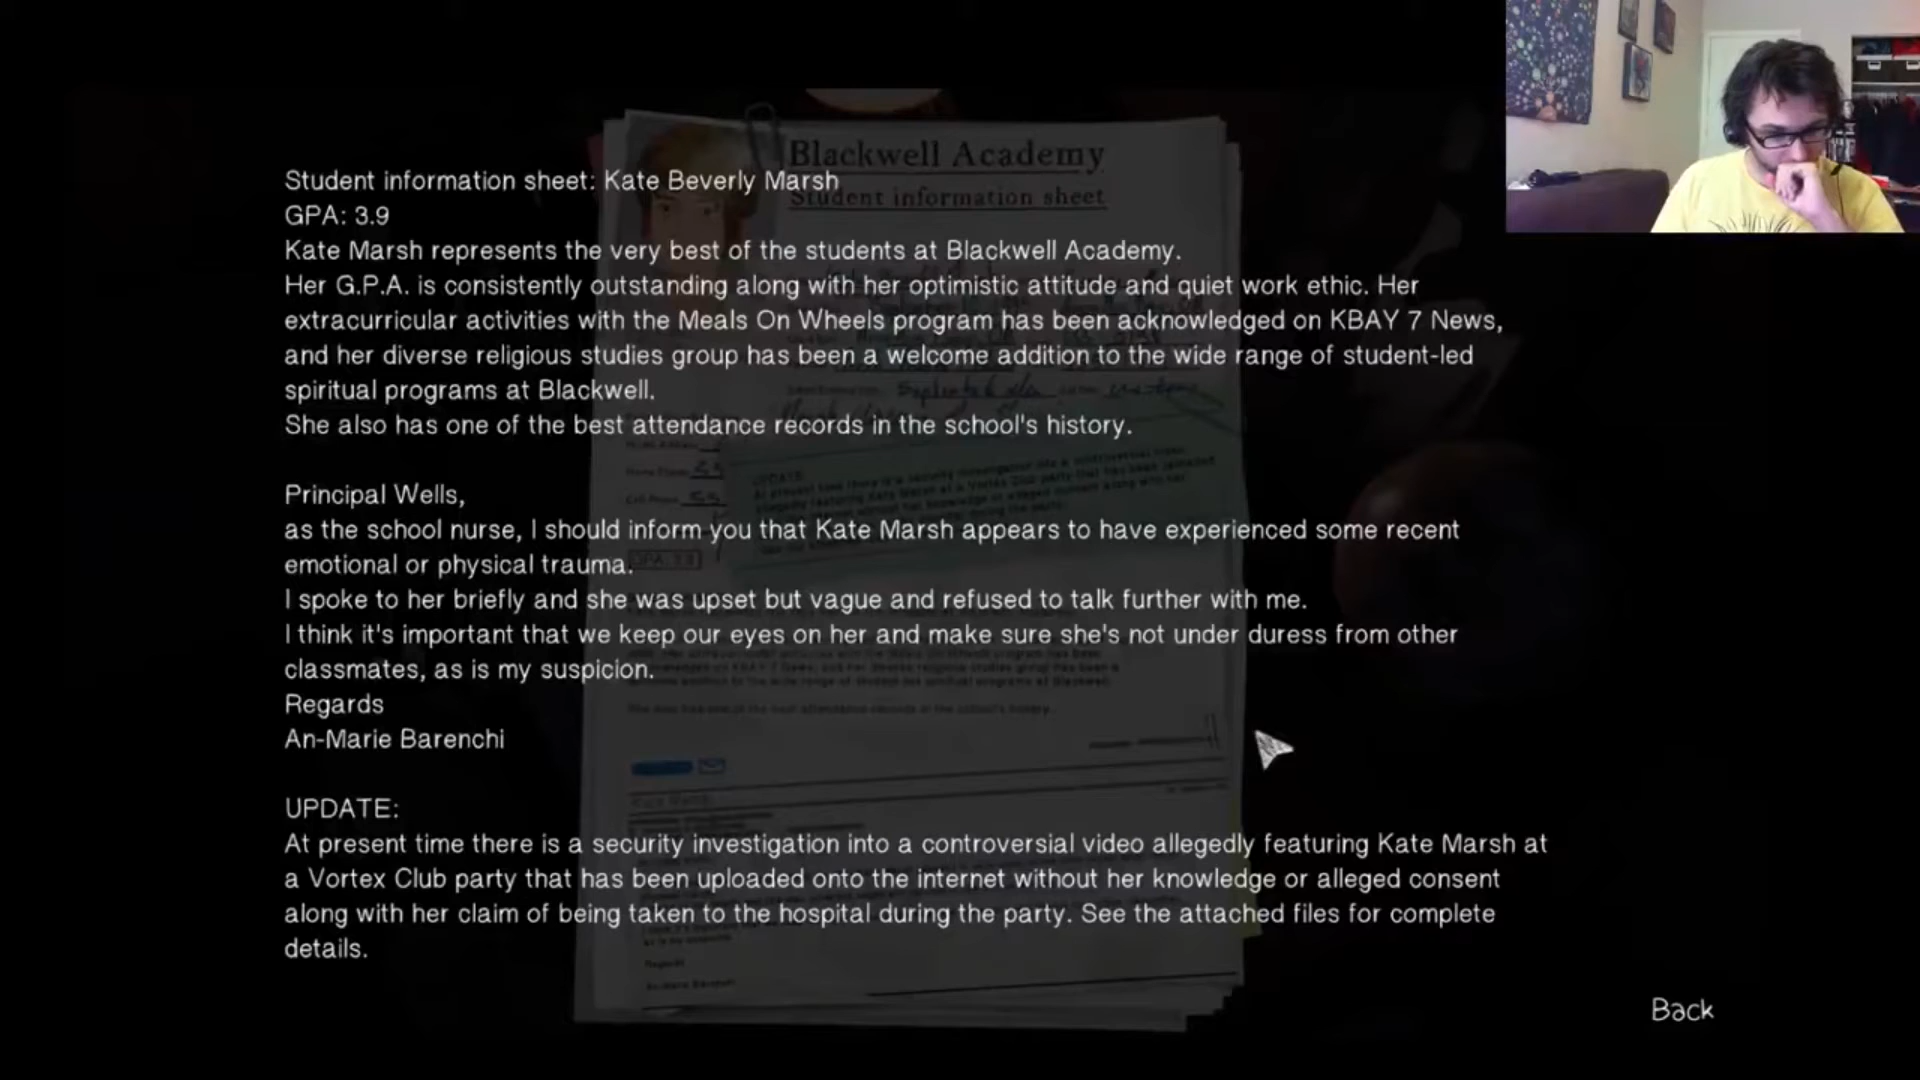 Blackwell Academy
Student information sheet
Student information sheet: Kate Beverly Marsh
GPA: 3.9
Kate Marsh represents the very best of the students at Blackwell Academy.
Her G.P.A. is consistently outstanding along with her optimistic attitude and quiet work ethic. Her
extracurricular activities with the Meals On Wheels program has been acknowledged on KBAY 7 News,
and her diverse religious studies group has been a welcome addition to the wide range of student-led
spiritual programs at Blackwell.
She also has one of the best attendance records in the school's history.
Principal Wells,
as the school nurse, I should inform you that Kate Marsh appears to have experienced some recent
emotional or physical trauma.
I spoke to her briefly and she was upset but vague and refused to talk further with me.
I think it's important that we keep our eyes on her and make sure she's not under duress from other
classmates, as is my suspicion.
Regards
An-Marie Barenchi
UPDATE:
At present time there is a security investigation into a controversial video allegedly featuring Kate Marsh at
a Vortex Club party that has been uploaded onto the internet without her knowledge or alleged consent
along with her claim of being taken to the hospital during the party. See the attached files for complete
details.
Back